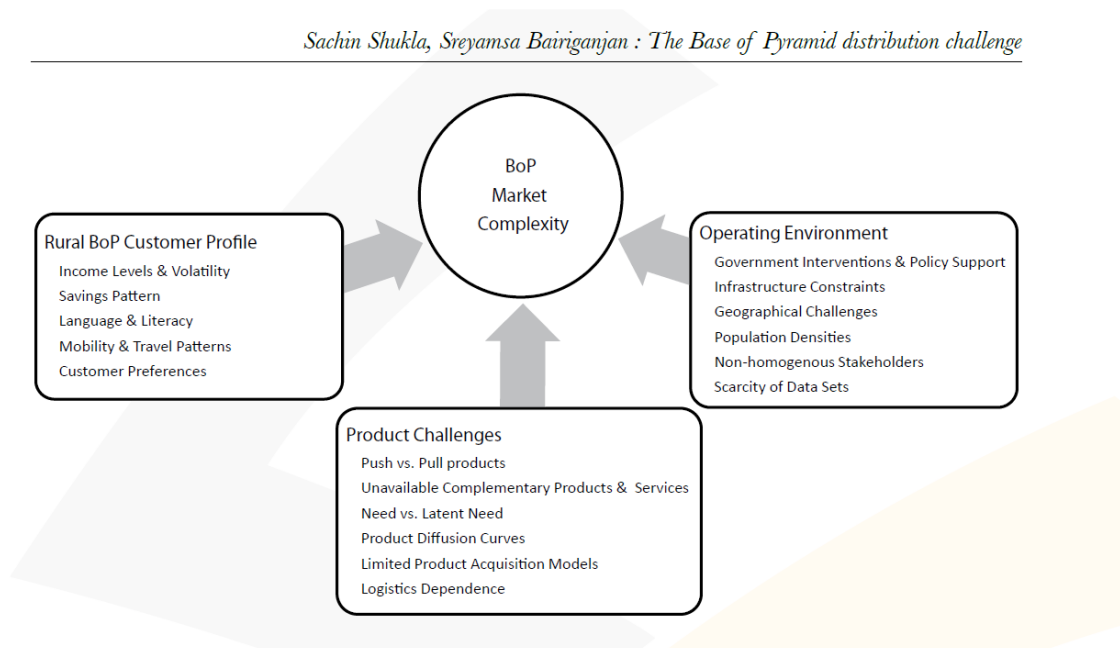 Sachin Shukla, Sreyamsa Bairiganjan : The Base of Pyramid distribution challenge
BoP
Market
Complexity
Rural BoP Customer Profile
Income Levels & Volatility
Savings Pattern
Language & Literacy
Mobility & Travel Patterns
Customer Preferences
Operating Environment
Government Interventions & Policy Support
Infrastructure Constraints
Geographical Challenges
Population Densities
Non-homogenous Stakeholders
Scarcity of Data Sets
Product Challenges
Push vs. Pull products
Unavailable Complementary Products & Services
Need vs. Latent Need
Product Diffusion Curves
Limited Product Acquisition Models
Logistics Dependence